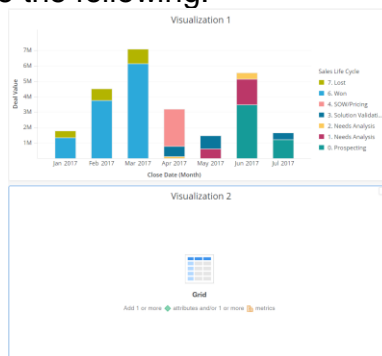 the following:
Visualization 1
Deal Value
7M
6M
5M
4M
3M
2M
1M
Jan 2017 Feb 2017 Mar 2017 Apr 2017 May 2017 Jun 2017 Jul 2017
Close Date (Month)
Sales Life Cycle
7. Lost
6. Won
4. SOW/Pricing
3. Solution Validati...
2. Needs Analysis
1. Needs Analysis
0. Prospecting
Visualization 2
Grid
Add 1 or more attributes and/or 1 or more metrics